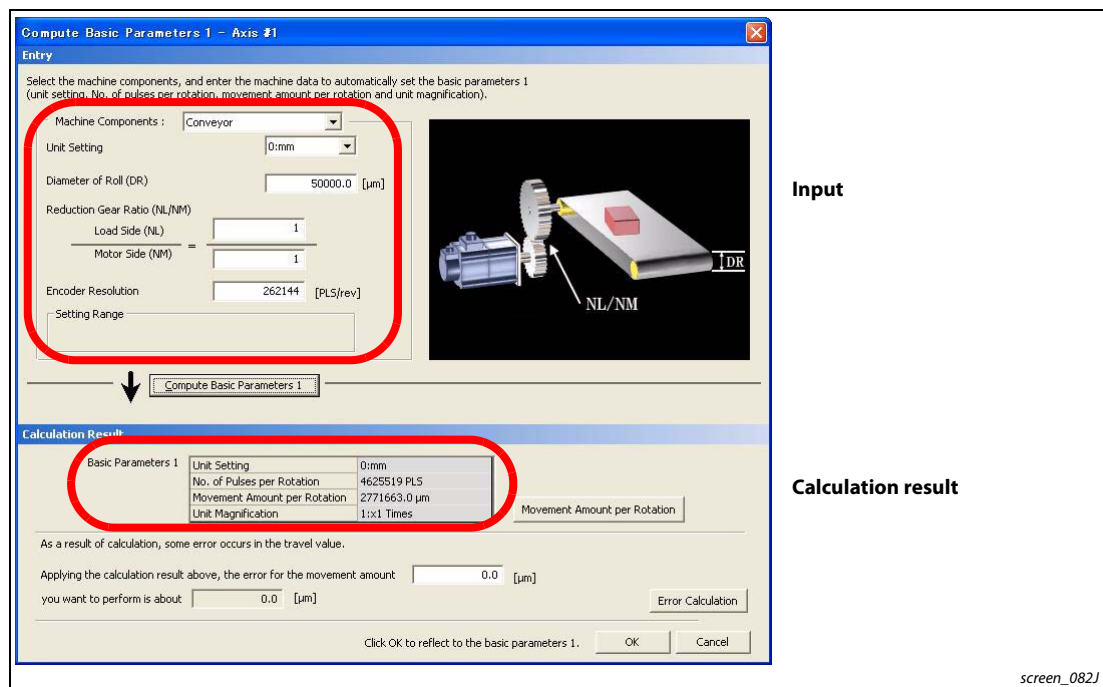 Compute Basic Parameters 1 - Axis #1
Entry
Select the machine components, and enter the machine data to automatically set the basic parameters 1
(unit setting, No. of pulses per rotation, movement amount per rotation and unit magnification).
Machine Components : Conveyor
Unit Setting 0:mm
Diameter of Roll (DR) 50000.0 [µm]
Input
Reduction Gear Ratio (NL/NM)
Load Side (NL) 1
=
Motor Side (NM) 1
DR
Encoder Resolution 262144 [PLS/rev]
NL/NM
Setting Range
Compute Basic Parameters 1
Calculation Result
Basic Parameters 1 Unit Setting 0:mm
No. of Pulses per Rotation 4625519 PLS
Calculation result
Movement Amount per Rotation 2771663.0 µm
Unit Magnification 1:x1 Times
Movement Amount per Rotation
As a result of calculation, some error occurs in the travel value.
Applying the calculation result above, the error for the movement amount 0.0 [µm]
you want to perform is about 0.0 [µm]
Error Calculation
Click OK to reflect to the basic parameters 1. OK Cancel
screen_082J